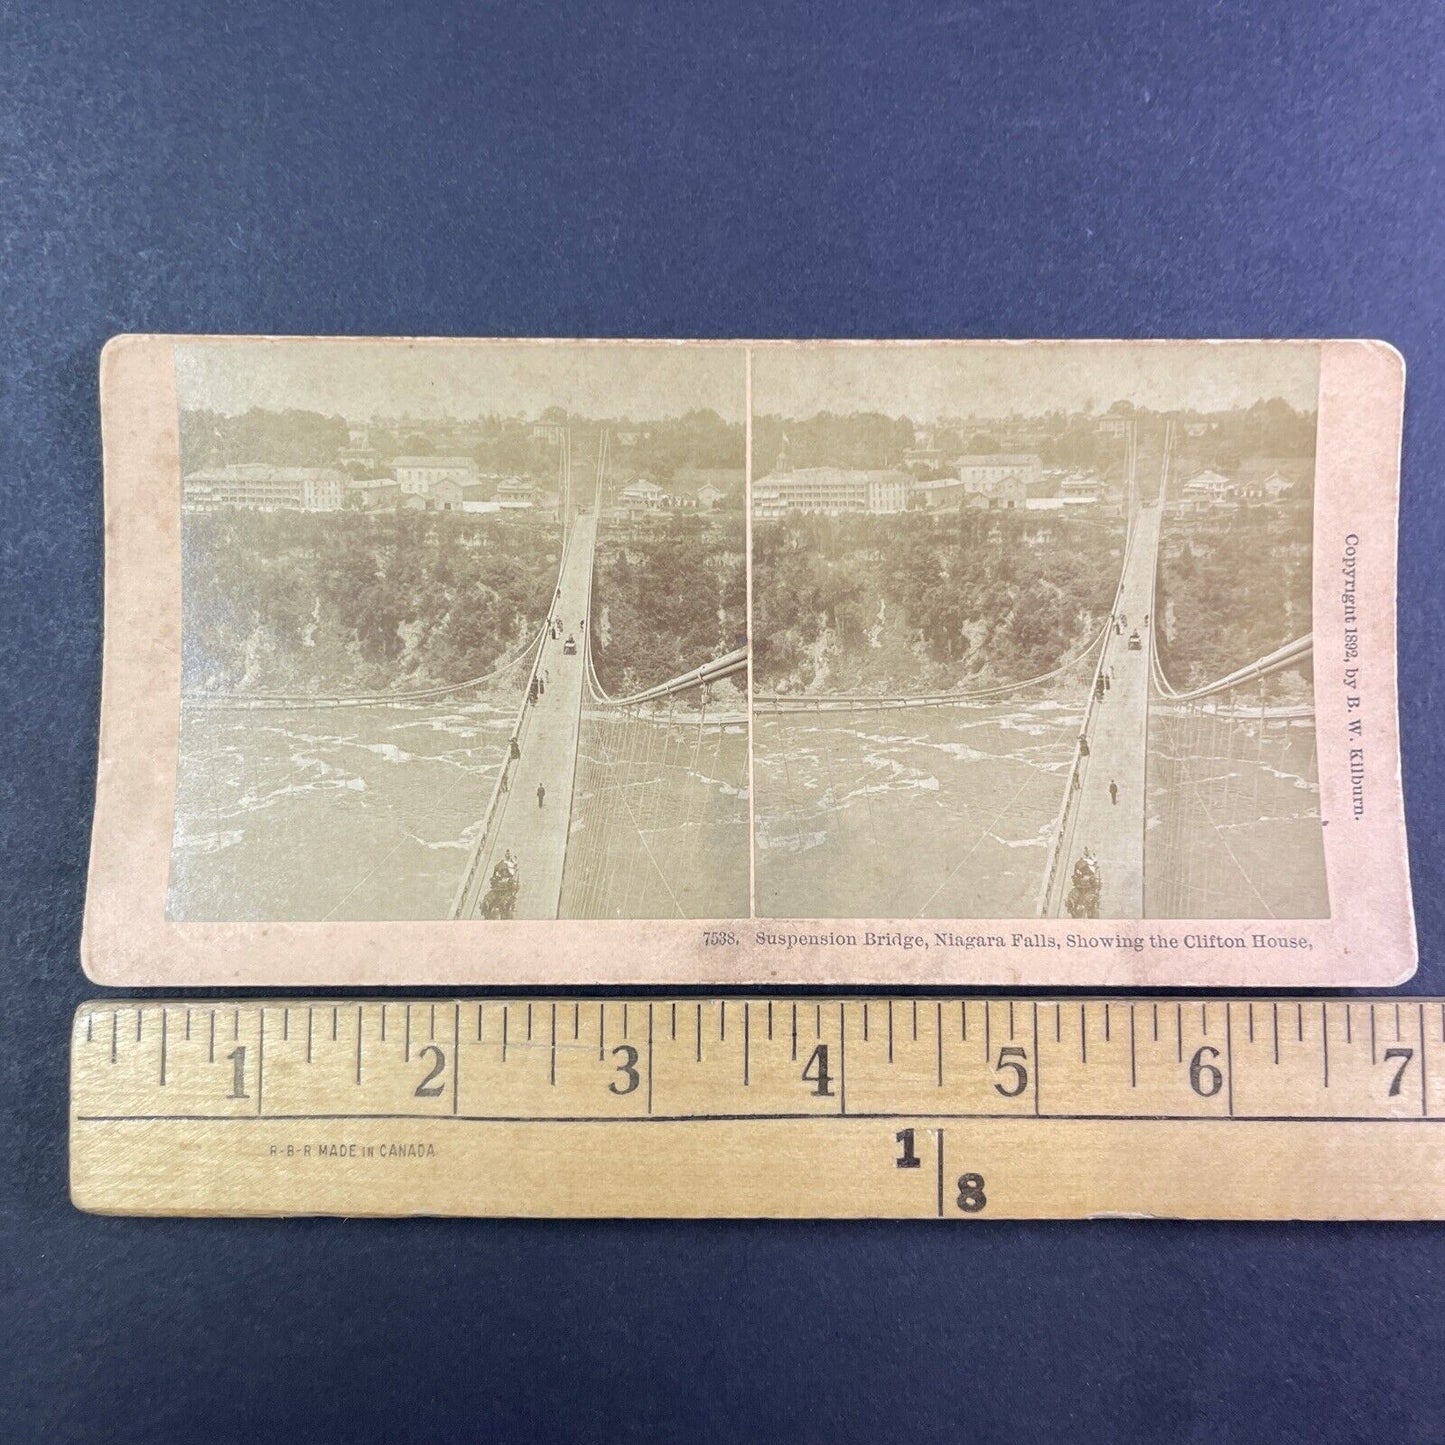 Copyrignt 1892, by B. W. Kilburn.
7538. Suspension Bridge, Niagara Falls, Showing the Clifton House,
1 2 3 4 5 6 7
R-B-R MADE IN CANADA
1
8